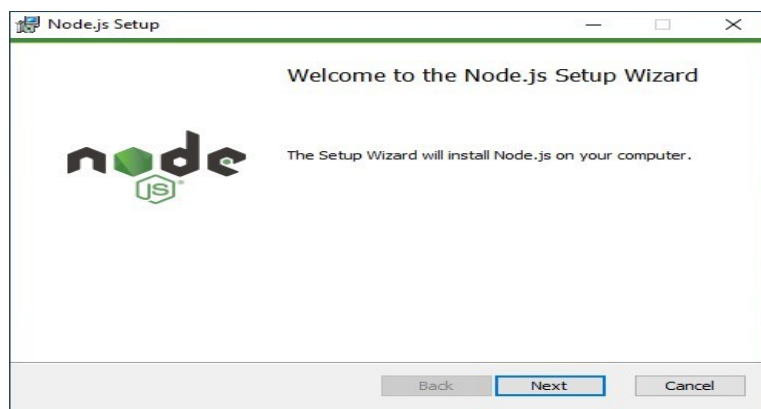 Node.js Setup
Welcome to the Node.js Setup Wizard
node
JS
The Setup Wizard will install Node.js on your computer.
Back Next Cancel